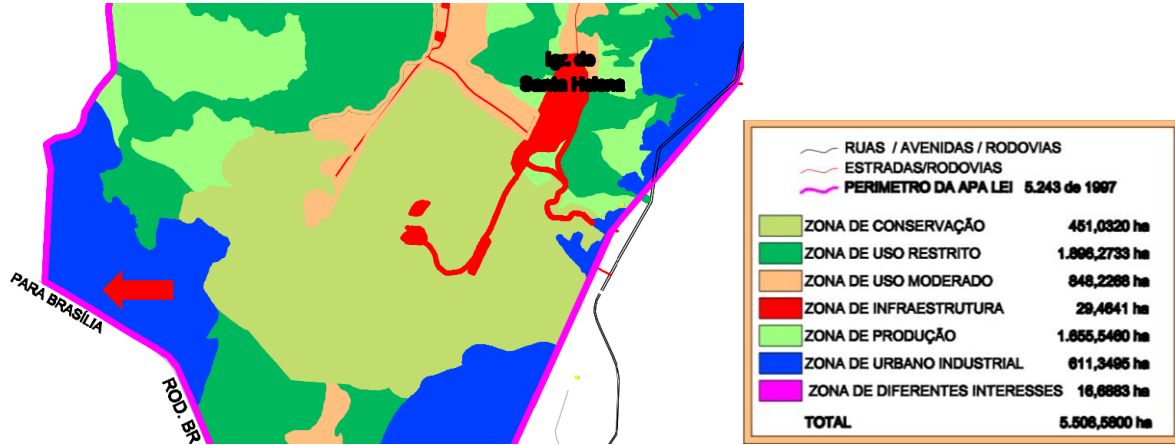 Igr. de
Santa Helena
PARA BRASÍLIA
ROD. BR
RUAS / AVENIDAS / RODOVIAS
ESTRADAS/RODOVIAS
PERIMETRO DA APA LEI 5.243 de 1997
ZONA DE CONSERVAÇÃO 451,0320 ha
ZONA DE USO RESTRITO 1.896,2733 ha
ZONA DE USO MODERADO 848,2268 ha
ZONA DE INFRAESTRUTURA 29,4641 ha
ZONA DE PRODUÇÃO 1.655,5460 ha
ZONA DE URBANO INDUSTRIAL 611,3495 ha
ZONA DE DIFERENTES INTERESSES 16,6883 ha
TOTAL 5.508,5800 ha